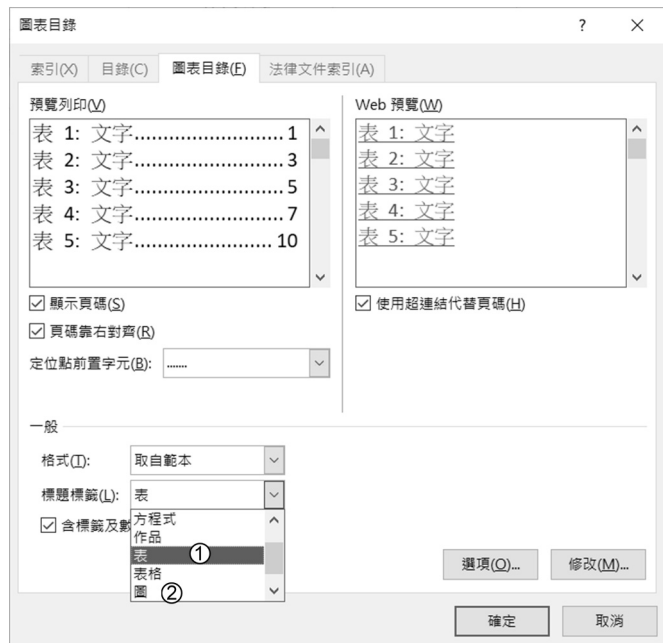 圖表目錄 ? ×
索引(X) 目錄(C) 圖表目錄(F) 法律文件索引(A)
預覽列印(V)
表 1: 文字........................1
表 2: 文字........................3
表 3: 文字........................5
表 4: 文字........................7
表 5: 文字...................... 10
Web 預覽(W)
表 1: 文字
表 2: 文字
表 3: 文字
表 4: 文字
表 5: 文字
顯示頁碼(S)
頁碼靠右對齊(R)
定位點前置字元(B): .......
使用超連結代替頁碼(H)
一般
格式(T): 取自範本
標題標籤(L): 表
含標籤及數
方程式
作品
表 ①
表格
圖 ②
選項(O)... 修改(M)...
確定 取消